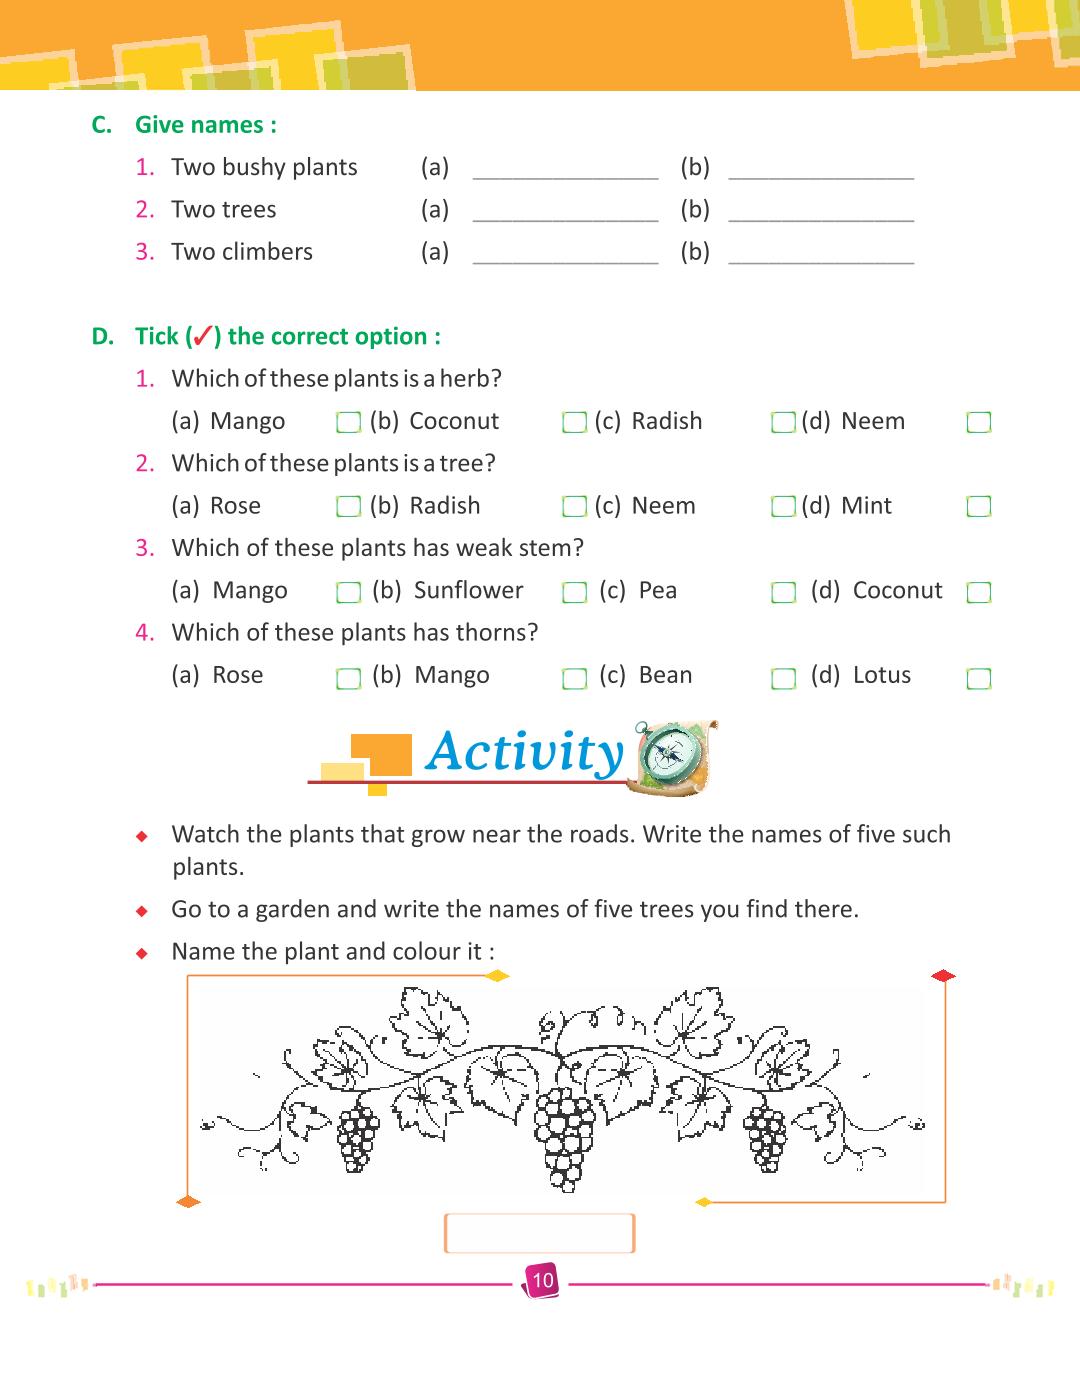 C. Give names :
1. Two bushy plants (a) ______________ (b) ______________
2. Two trees (a) ______________ (b) ______________
3. Two climbers (a) ______________ (b) ______________
D. Tick (✓) the correct option :
1. Which of these plants is a herb?
(a) Mango (b) Coconut (c) Radish (d) Neem
2. Which of these plants is a tree?
(a) Rose (b) Radish (c) Neem (d) Mint
3. Which of these plants has weak stem?
(a) Mango (b) Sunflower (c) Pea (d) Coconut
4. Which of these plants has thorns?
(a) Rose (b) Mango (c) Bean (d) Lotus
Activity
Watch the plants that grow near the roads. Write the names of five such
plants.
Go to a garden and write the names of five trees you find there.
Name the plant and colour it :
10